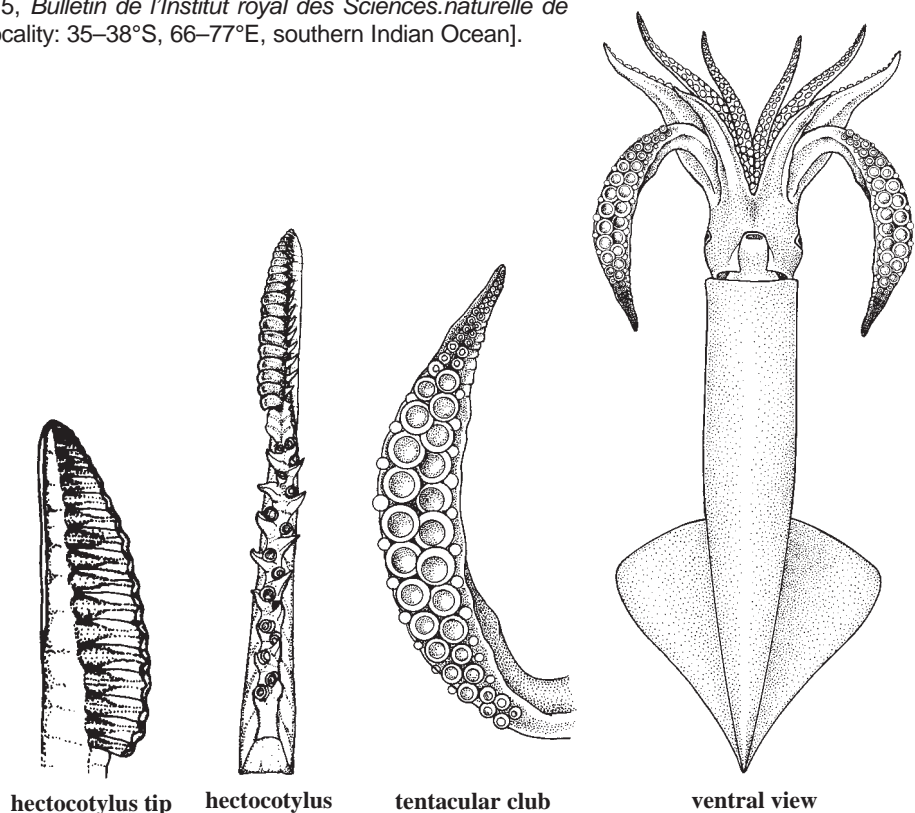 5, Bulletin de l'Institut royal des Sciences.naturelle de
ocality: 35–38°S, 66–77°E, southern Indian Ocean].
hectocotylus tip
hectocotylus
tentacular club
ventral view